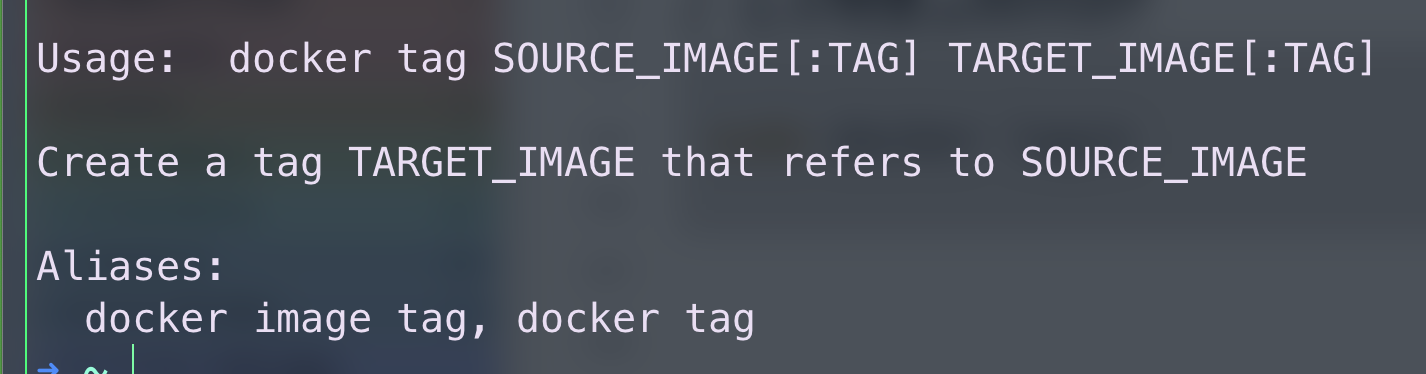 Usage:  docker tag SOURCE_IMAGE[:TAG] TARGET_IMAGE[:TAG]
Create a tag TARGET_IMAGE that refers to SOURCE_IMAGE
Aliases:
  docker image tag, docker tag
→ ~